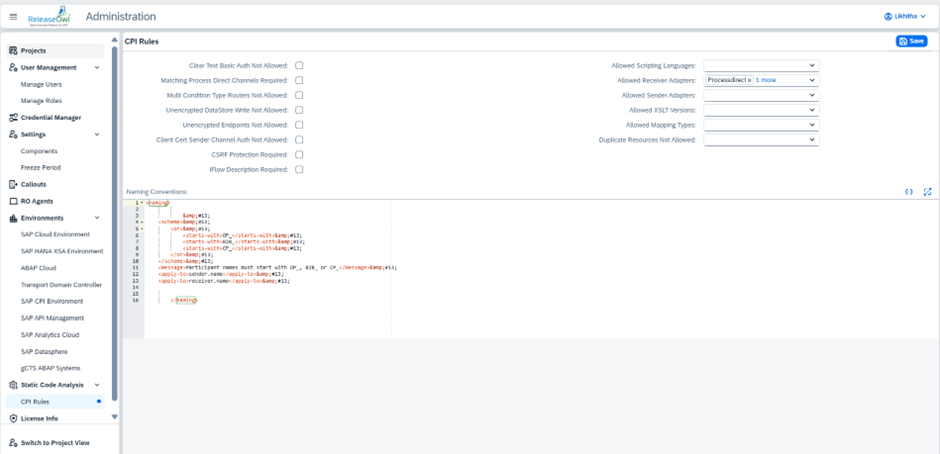 ReleaseOwl
Administration
Likhitha
Projects
User Management
Manage Users
Manage Roles
Credential Manager
Settings
Components
Freeze Period
Callouts
RO Agents
Environments
SAP Cloud Environment
SAP HANA XSA Environment
ABAP Cloud
Transport Domain Controller
SAP CPI Environment
SAP API Management
SAP Analytics Cloud
SAP Datasphere
gCTS ABAP Systems
Static Code Analysis
CPI Rules
License Info
Switch to Project View
CPI Rules
Save
Clear Text Basic Auth Not Allowed:
Matching Process Direct Channels Required:
Multi Condition Type Routers Not Allowed:
Unencrypted DataStore Write Not Allowed:
Unencrypted Endpoints Not Allowed:
Client Cert Sender Channel Auth Not Allowed:
CSRF Protection Required:
IFlow Description Required:
Allowed Scripting Languages:
Allowed Receiver Adapters: Processdirect x 1 more
Allowed Sender Adapters:
Allowed XSLT Versions:
Allowed Mapping Types:
Duplicate Resources Not Allowed:
Naming Conventions:
1 <naming>
2
3 &amp;#13;
4 <scheme>&amp;#13;
5 <or>&amp;#13;
6 <starts-with>DP_</starts-with>&amp;#13;
7 <starts-with>B2B_</starts-with>&amp;#13;
8 <starts-with>CP_</starts-with>&amp;#13;
9 </or>&amp;#13;
10 </scheme>&amp;#13;
11 <message>Participant names must start with DP_, B2B_ or CP_</message>&amp;#13;
12 <apply-to>sender.name</apply-to>&amp;#13;
13 <apply-to>receiver.name</apply-to>&amp;#13;
14
15
16 </naming>